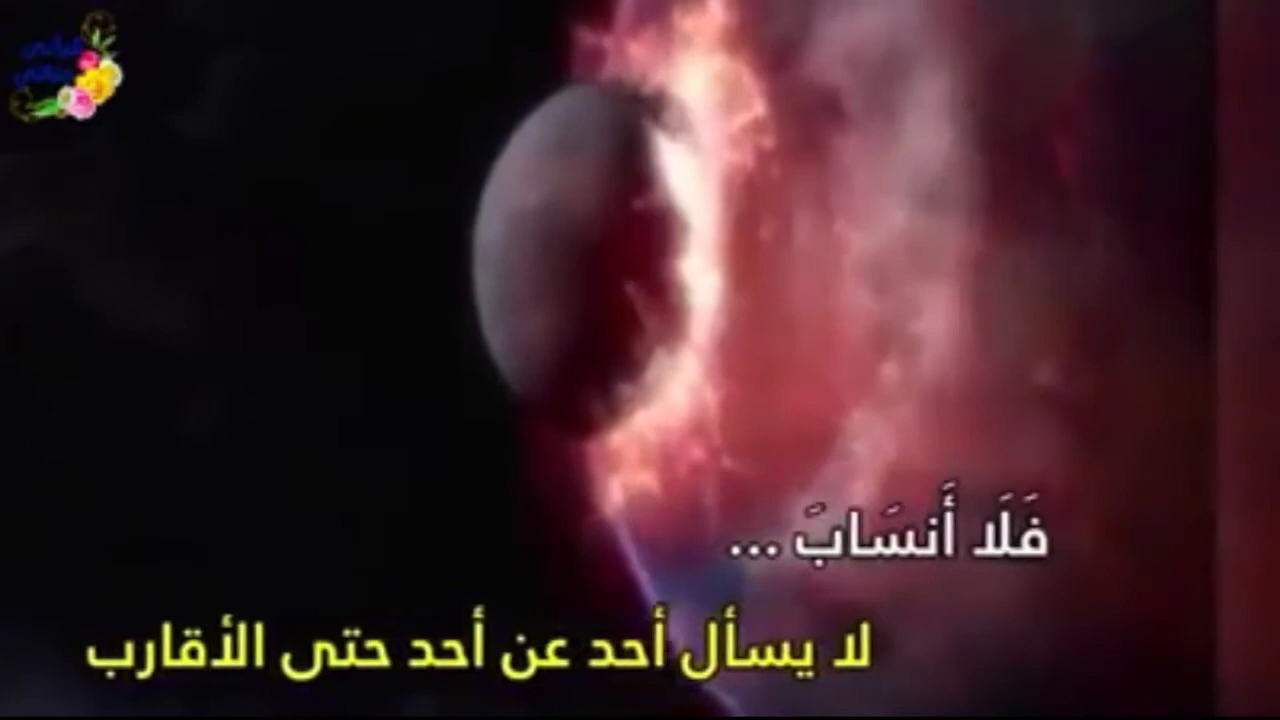 فَلَا أَنسَابَ ...
لا يسأل أحد عن أحد حتى الأقارب